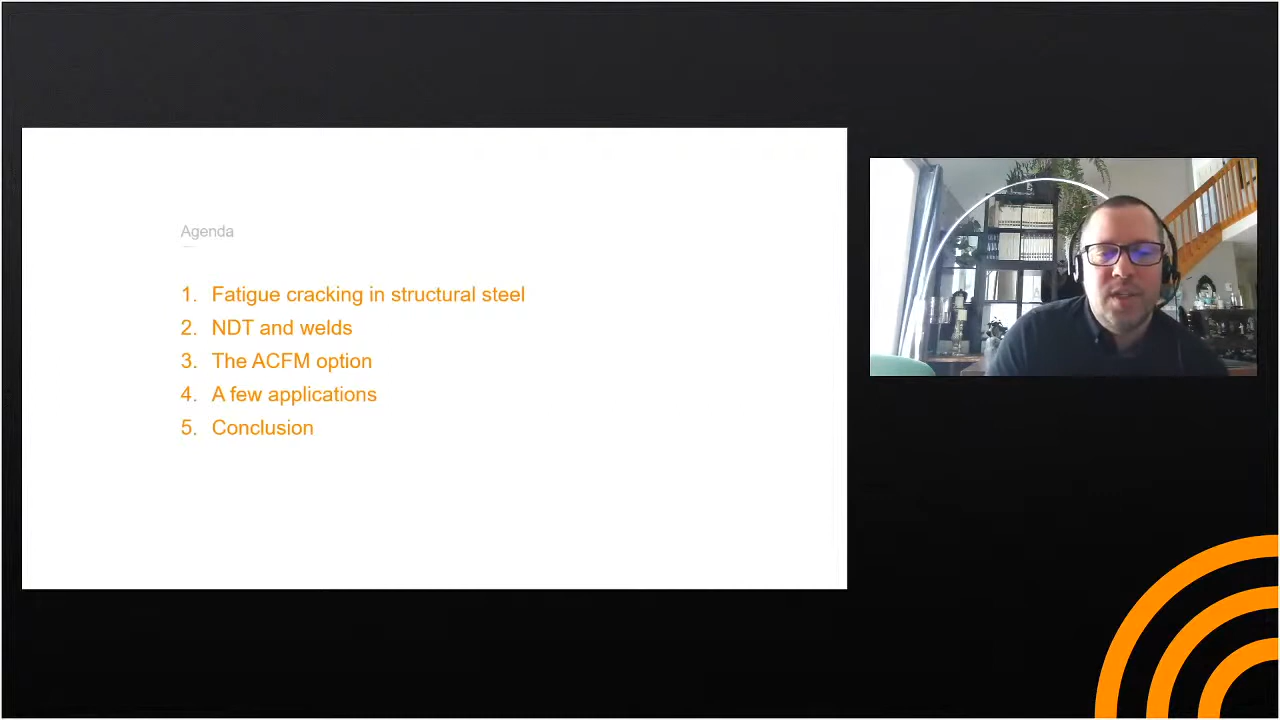 Agenda
1. Fatigue cracking in structural steel
2. NDT and welds
3. The ACFM option
4. A few applications
5. Conclusion